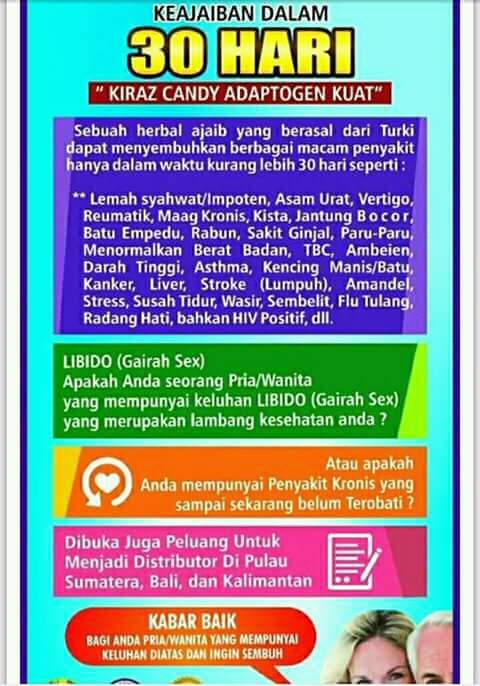 KEAJAIBAN DALAM
30 HARI
" KIRAZ CANDY ADAPTOGEN KUAT"
Sebuah herbal ajaib yang berasal dari Turki
dapat menyembuhkan berbagai macam penyakit
hanya dalam waktu kurang lebih 30 hari seperti :
** Lemah syahwat/Impoten, Asam Urat, Vertigo,
Reumatik, Maag Kronis, Kista, Jantung B o c o r,
Batu Empedu, Rabun, Sakit Ginjal, Paru-Paru,
Menormalkan Berat Badan, TBC, Ambeien,
Darah Tinggi, Asthma, Kencing Manis/Batu,
Kanker, Liver, Stroke (Lumpuh), Amandel,
Stress, Susah Tidur, Wasir, Sembelit, Flu Tulang,
Radang Hati, bahkan HIV Positif, dll.
LIBIDO (Gairah Sex)
Apakah Anda seorang Pria/Wanita
yang mempunyai keluhan LIBIDO (Gairah Sex)
yang merupakan lambang kesehatan anda ?
Atau apakah
Anda mempunyai Penyakit Kronis yang
sampai sekarang belum Terobati ?
Dibuka Juga Peluang Untuk
Menjadi Distributor Di Pulau
Sumatera, Bali, dan Kalimantan
KABAR BAIK
BAGI ANDA PRIA/WANITA YANG MEMPUNYAI
KELUHAN DIATAS DAN INGIN SEMBUH